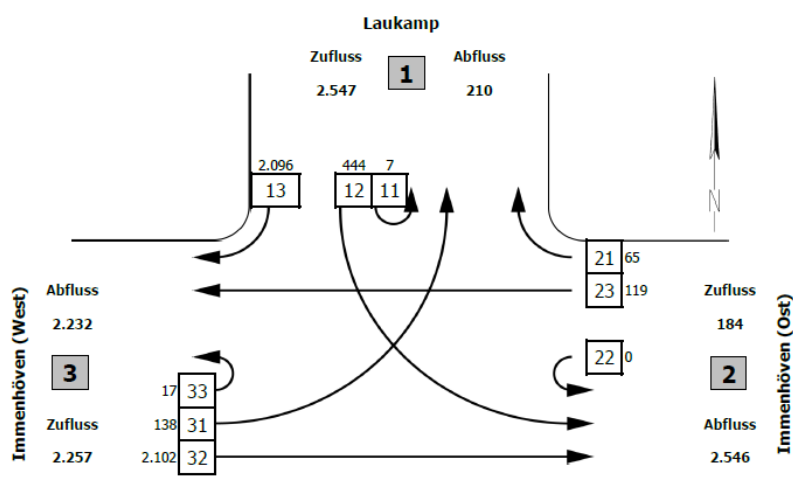 Laukamp
Zufluss 1 Abfluss
2.547 210
2.096 444 7
13 12 11
N
21 65
23 119
22 0
Immenhöven (West)
Abfluss
2.232
3
Zufluss
2.257
17 33
138 31
2.102 32
Zufluss
184
2
Abfluss
2.546
Immenhöven (Ost)